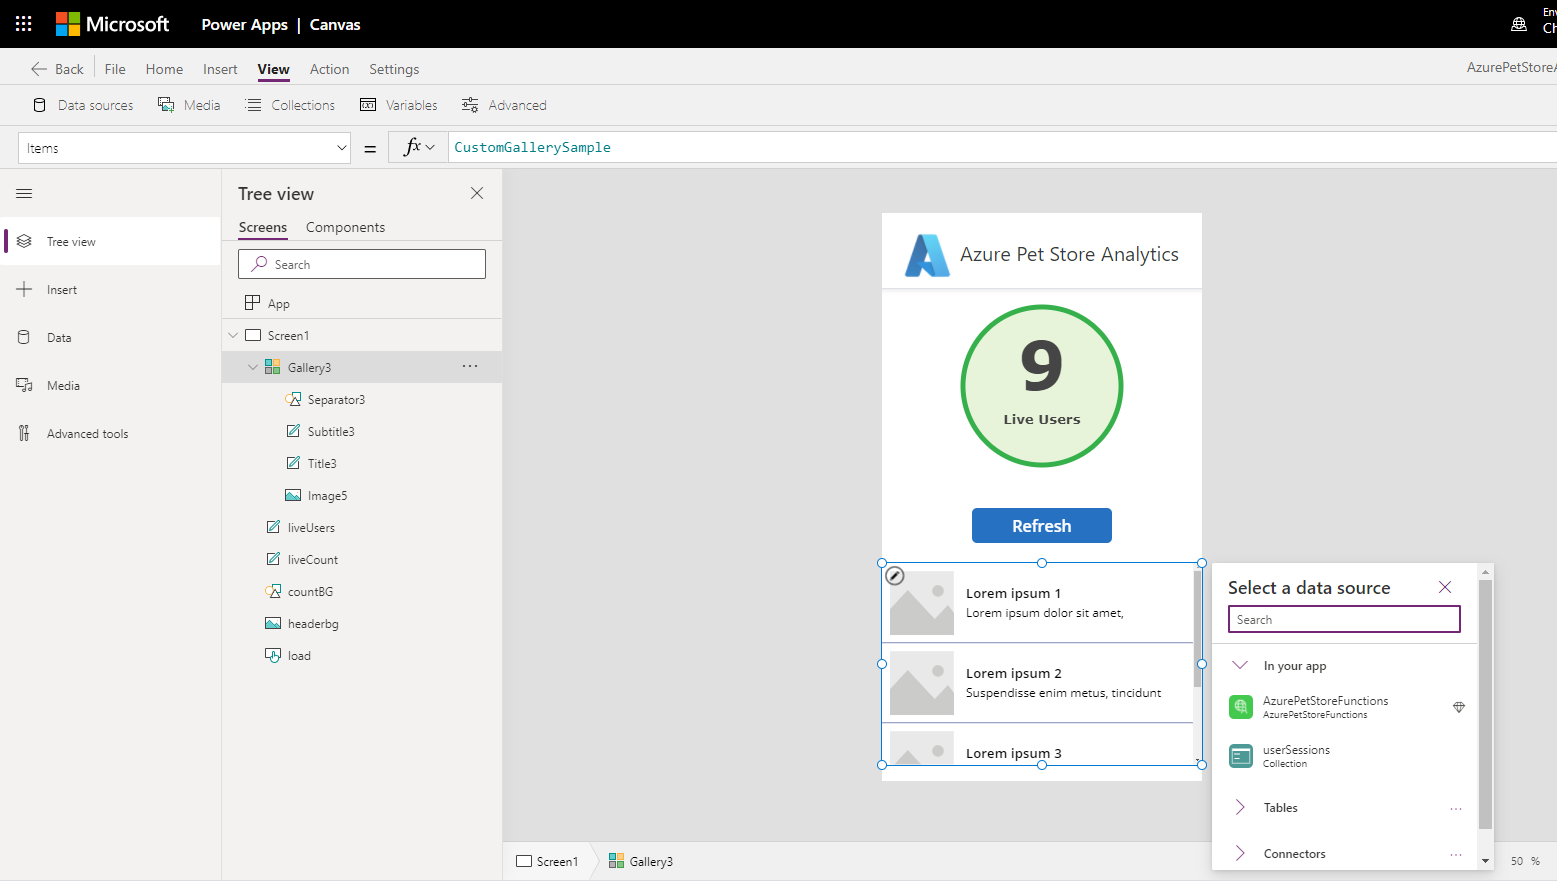 Microsoft Power Apps | Canvas
Env
Ch
Back File Home Insert View Action Settings
AzurePetStoreA
Data sources Media Collections Variables Advanced
Items = fx CustomGallerySample
Tree view
Insert
Data
Media
Advanced tools
Tree view
Screens Components
Search
App
Screen1
Gallery3 ...
Separator3
Subtitle3
Title3
Image5
liveUsers
liveCount
countBG
headerbg
load
Azure Pet Store Analytics
9
Live Users
Refresh
Lorem ipsum 1
Lorem ipsum dolor sit amet,
Lorem ipsum 2
Suspendisse enim metus, tincidunt
Lorem ipsum 3
Select a data source
Search
In your app
AzurePetStoreFunctions
AzurePetStoreFunctions
userSessions
Collection
Tables ...
Connectors ...
Screen1 Gallery3
50 %